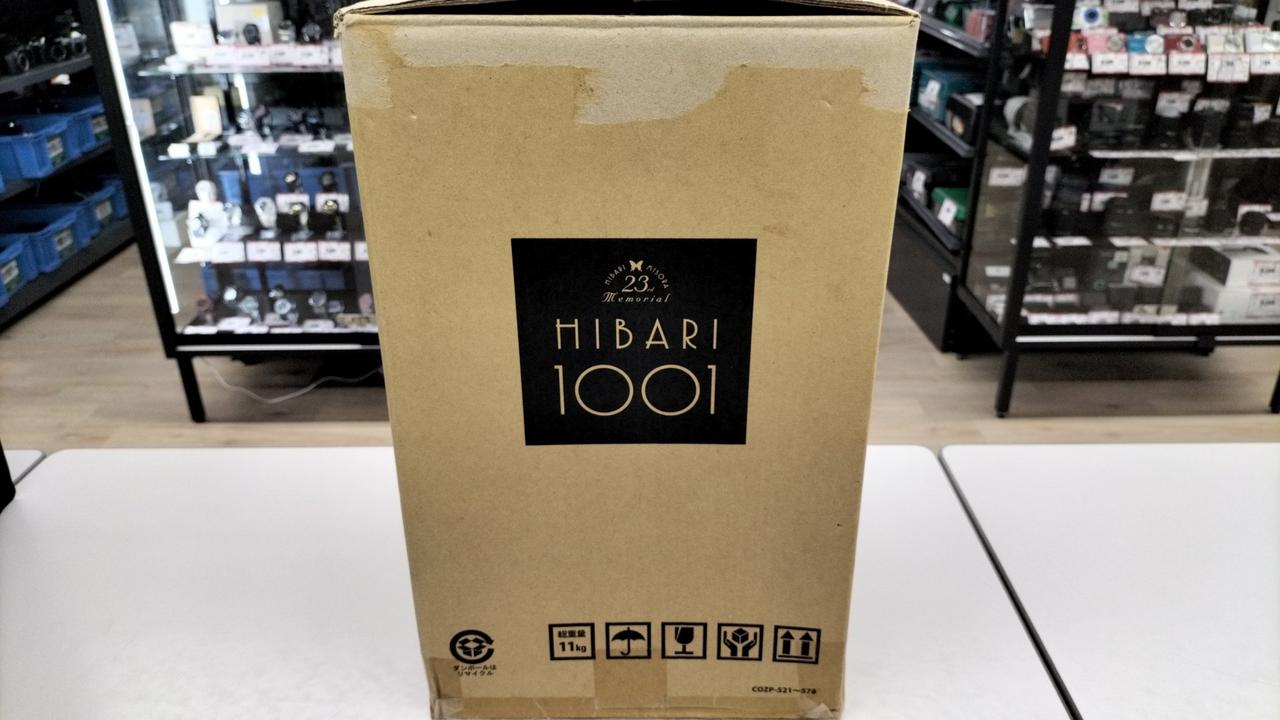 HIBARI MISORA
23rd
Memorial
HIBARI
1001
総重量
11kg
ダンボールは
リサイクル
COZP-521〜578